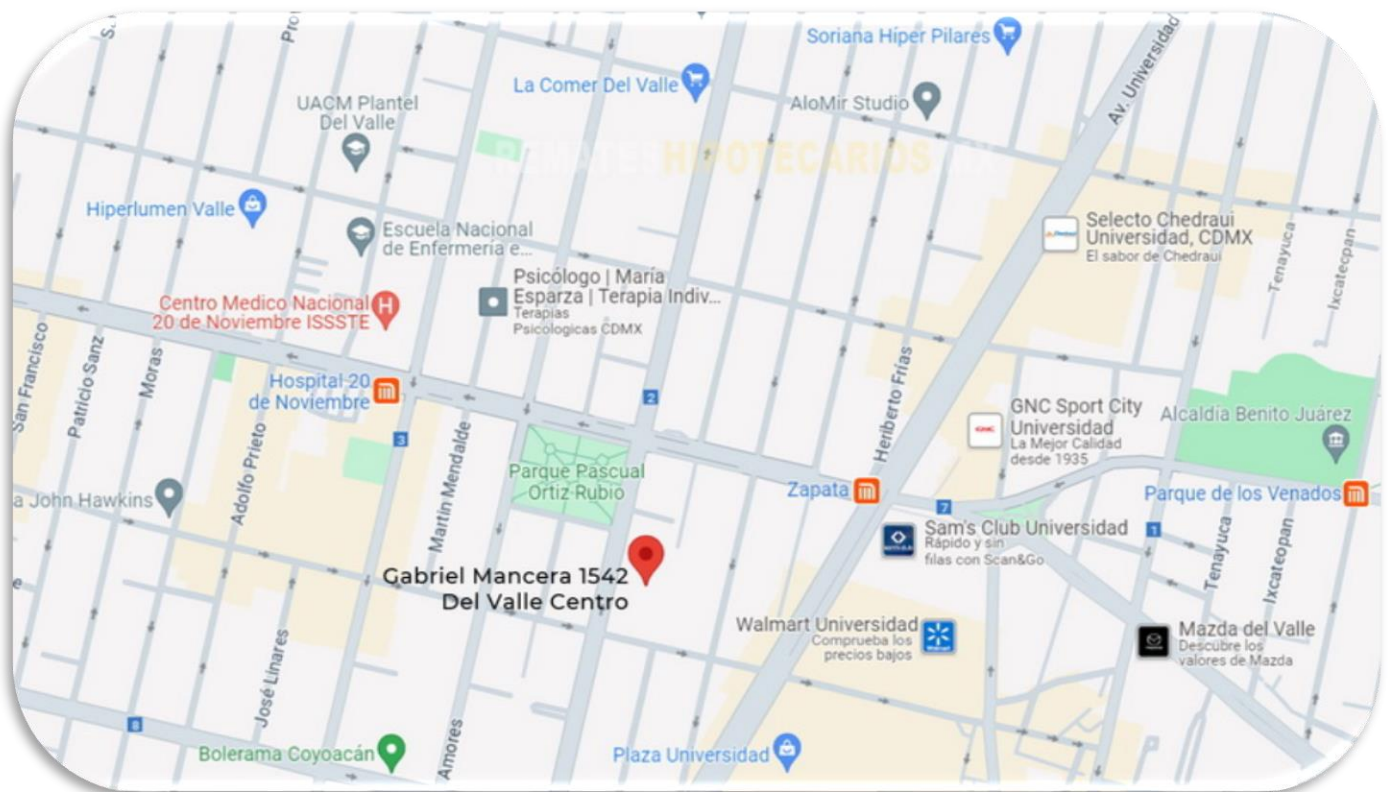 Soriana Híper Pilares
Av. Universidad
La Comer Del Valle
UACM Plantel
Del Valle
AloMir Studio
REMATES HIPOTECARIOS MX
Hiperlumen Valle
Escuela Nacional
de Enfermería e...
Selecto Chedraui
Universidad, CDMX
El sabor de Chedraui
Tenayuca
Ixcateopan
Psicólogo | María
Esparza | Terapia Indiv...
Terapias
Psicologicas CDMX
Centro Medico Nacional
20 de Noviembre ISSSTE
San Francisco
Patricio Sanz
Moras
Hospital 20
de Noviembre
2
Heriberto Frías
GNC Sport City
Universidad
La Mejor Calidad
desde 1935
GNC
Alcaldía Benito Juárez
3
Adolfo Prieto
Martín Mendalde
Parque Pascual
Ortiz Rubio
a John Hawkins
Zapata
7
Parque de los Venados
1
Sam's Club Universidad
Rápido y sin
filas con Scan&Go
Tenayuca
Ixcateopan
Gabriel Mancera 1542
Del Valle Centro
Walmart Universidad
Comprueba los
precios bajos
Mazda del Valle
Descubre los
valores de Mazda
José Linares
8
Amores
Bolerama Coyoacán
Plaza Universidad